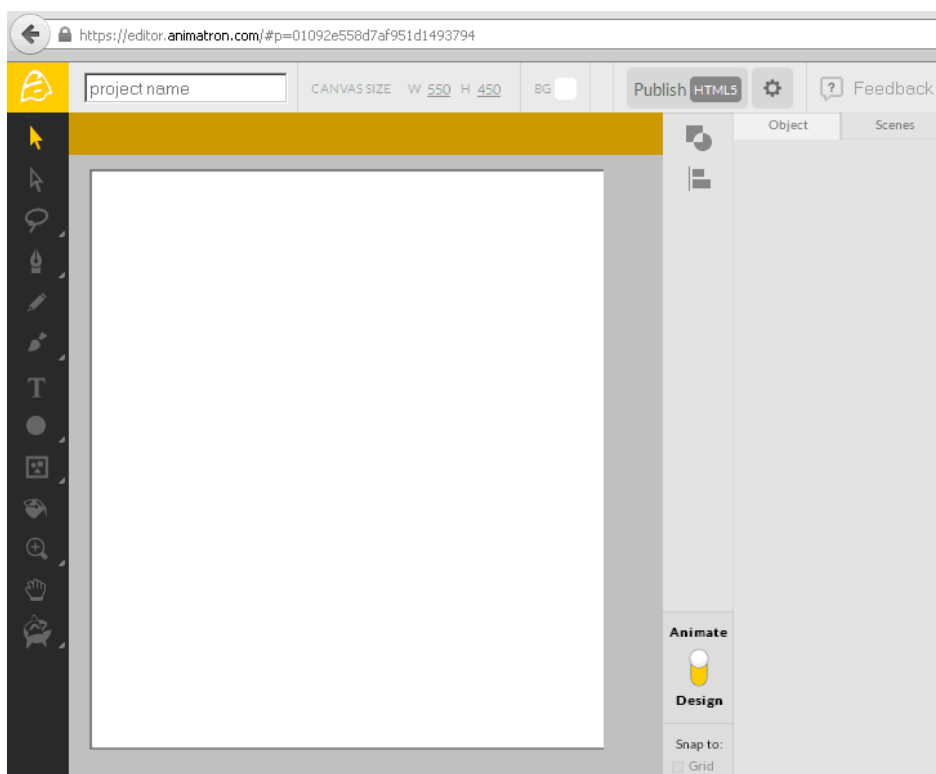 https://editor.animatron.com/#p=01092e558d7af951d1493794
project name CANVAS SIZE W 550 H 450 BG Publish HTML5 ? Feedback
Object Scenes
T
Animate
Design
Snap to:
Grid